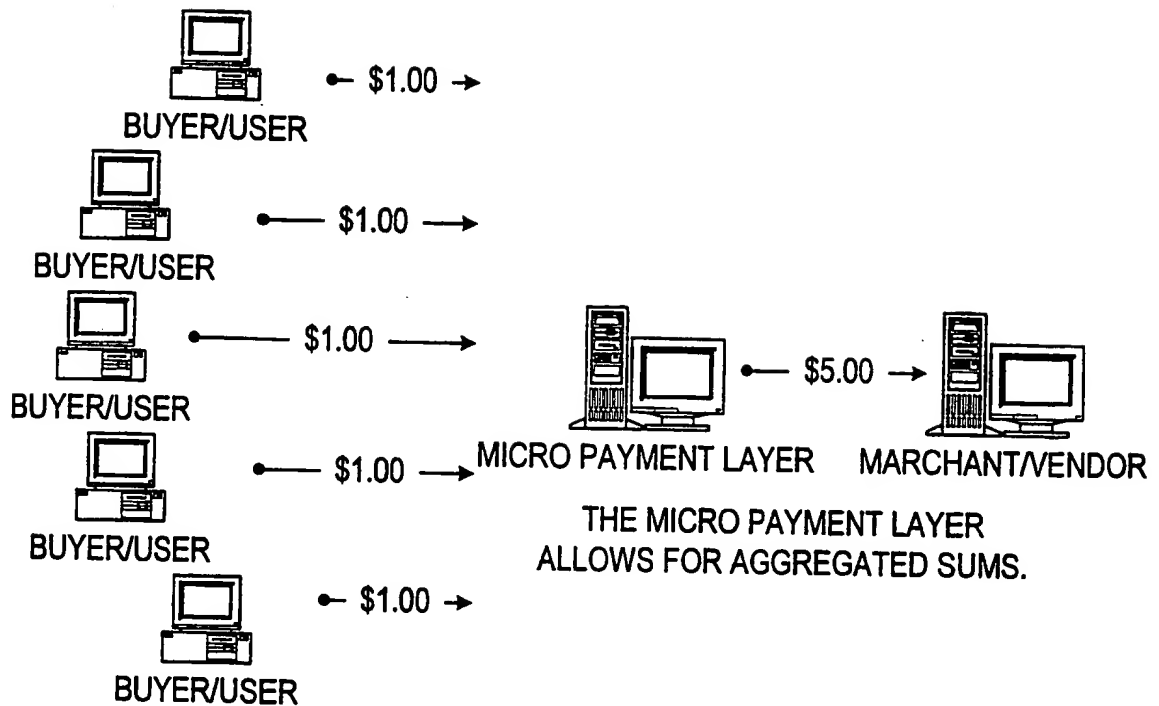 $1.00
BUYER/USER
$1.00
BUYER/USER
$1.00
BUYER/USER
$1.00
BUYER/USER
$1.00
BUYER/USER
$5.00
MICRO PAYMENT LAYER
MARCHANT/VENDOR
THE MICRO PAYMENT LAYER
ALLOWS FOR AGGREGATED SUMS.